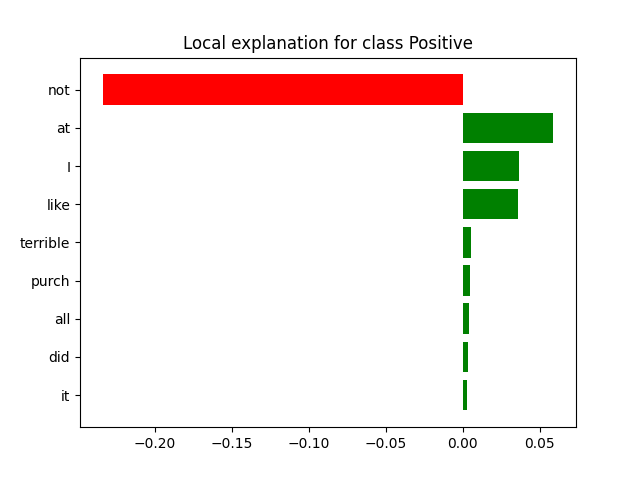 Local explanation for class Positive
not
at
I
like
terrible
purch
all
did
it
−0.20 −0.15 −0.10 −0.05 0.00 0.05